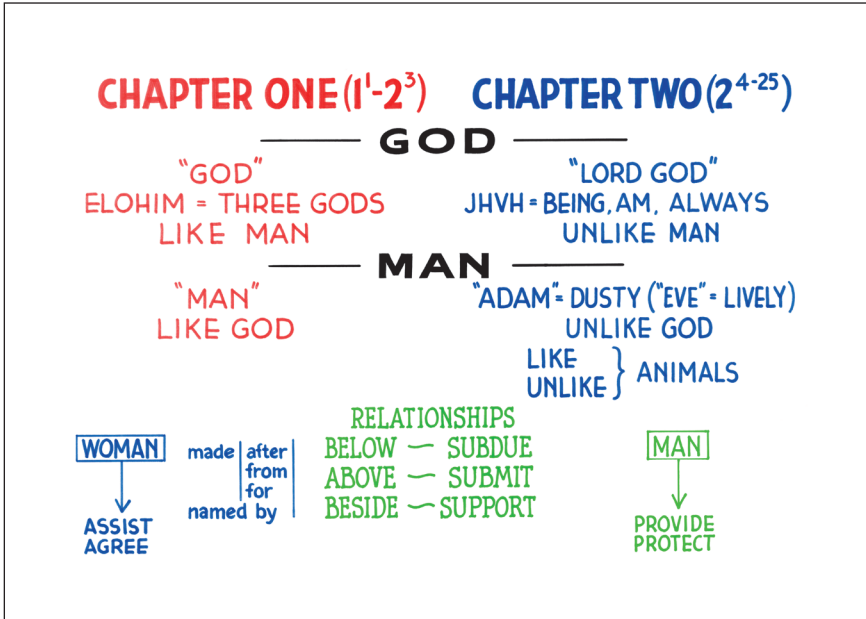 CHAPTER ONE (1¹-2³) CHAPTER TWO (2⁴⁻²⁵)
GOD
"GOD" "LORD GOD"
ELOHIM = THREE GODS JHVH = BEING, AM, ALWAYS
LIKE MAN UNLIKE MAN
MAN
"MAN" "ADAM" = DUSTY ("EVE" = LIVELY)
LIKE GOD UNLIKE GOD
LIKE
UNLIKE } ANIMALS
RELATIONSHIPS
BELOW — SUBDUE
ABOVE — SUBMIT
BESIDE — SUPPORT
WOMAN
ASSIST
AGREE
made after
from
for
named by
MAN
PROVIDE
PROTECT